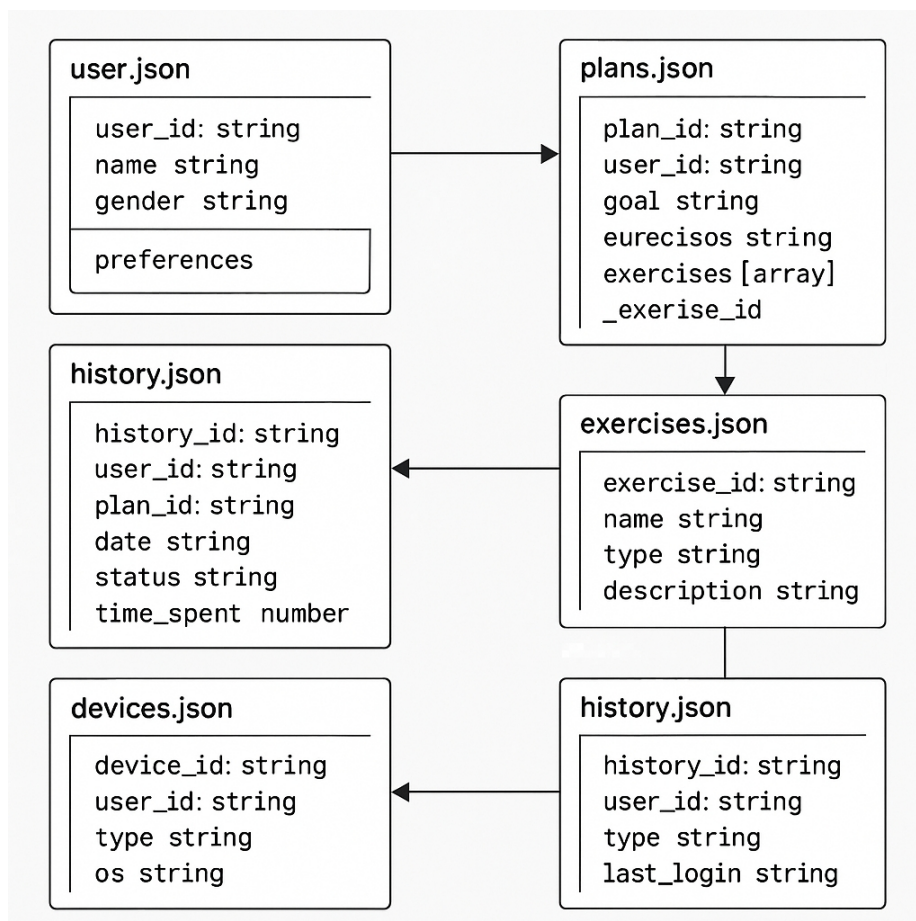 user.json
user_id: string
name string
gender string
preferences
plans.json
plan_id: string
user_id: string
goal string
eurecisos string
exercises [array]
_exerise_id
history.json
history_id: string
user_id: string
plan_id: string
date string
status string
time_spent number
exercises.json
exercise_id: string
name string
type string
description string
devices.json
device_id: string
user_id: string
type string
os string
history.json
history_id: string
user_id: string
type string
last_login string